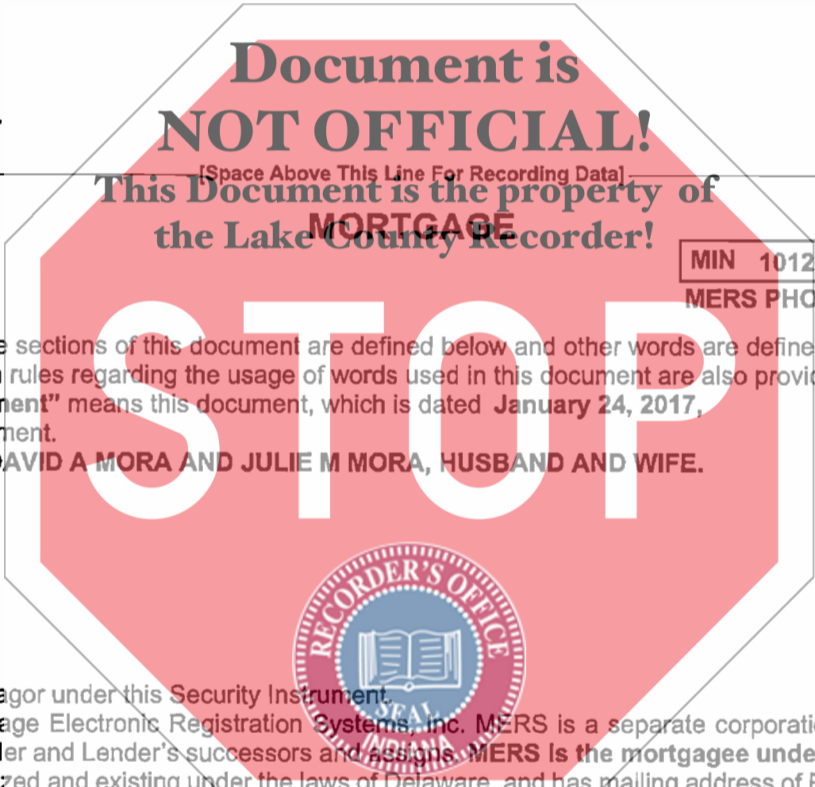 Document is
NOT OFFICIAL!
[Space Above This Line For Recording Data]
This Document is the property of
MORTGAGE
the Lake County Recorder!
MIN 1012
MERS PHO
STOP
e sections of this document are defined below and other words are define
rules regarding the usage of words used in this document are also provid
nent" means this document, which is dated January 24, 2017,
ment.
AVID A MORA AND JULIE M MORA, HUSBAND AND WIFE.
RECORDER'S OFFICE
SEAL
INDIANA
agor under this Security Instrument.
age Electronic Registration Systems, Inc. MERS is a separate corporati
er and Lender's successors and assigns. MERS is the mortgagee unde
zed and existing under the laws of Delaware, and has mailing address of P